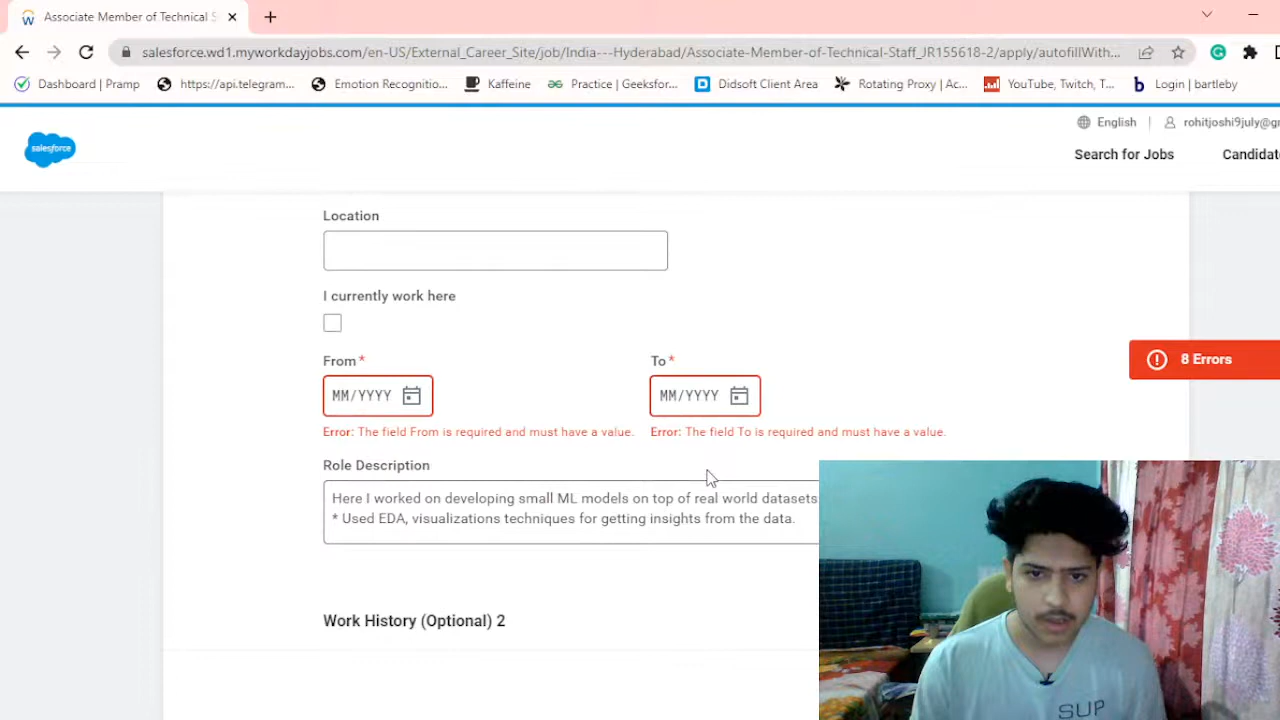 Associate Member of Technical S
salesforce.wd1.myworkdayjobs.com/en-US/External_Career_Site/job/India---Hyderabad/Associate-Member-of-Technical-Staff_JR155618-2/apply/autofillWith...
Dashboard | Pramp
https://api.telegram...
Emotion Recognitio...
Kaffeine
Practice | Geeksfor...
Didsoft Client Area
Rotating Proxy | Ac...
YouTube, Twitch, T...
Login | bartleby
English
rohitjoshi9july@gr
salesforce
Search for Jobs
Candidat
Location
I currently work here
From *
To *
8 Errors
MM/YYYY
MM/YYYY
Error: The field From is required and must have a value.
Error: The field To is required and must have a value.
Role Description
Here I worked on developing small ML models on top of real world datasets
* Used EDA, visualizations techniques for getting insights from the data.
Work History (Optional) 2
SUP